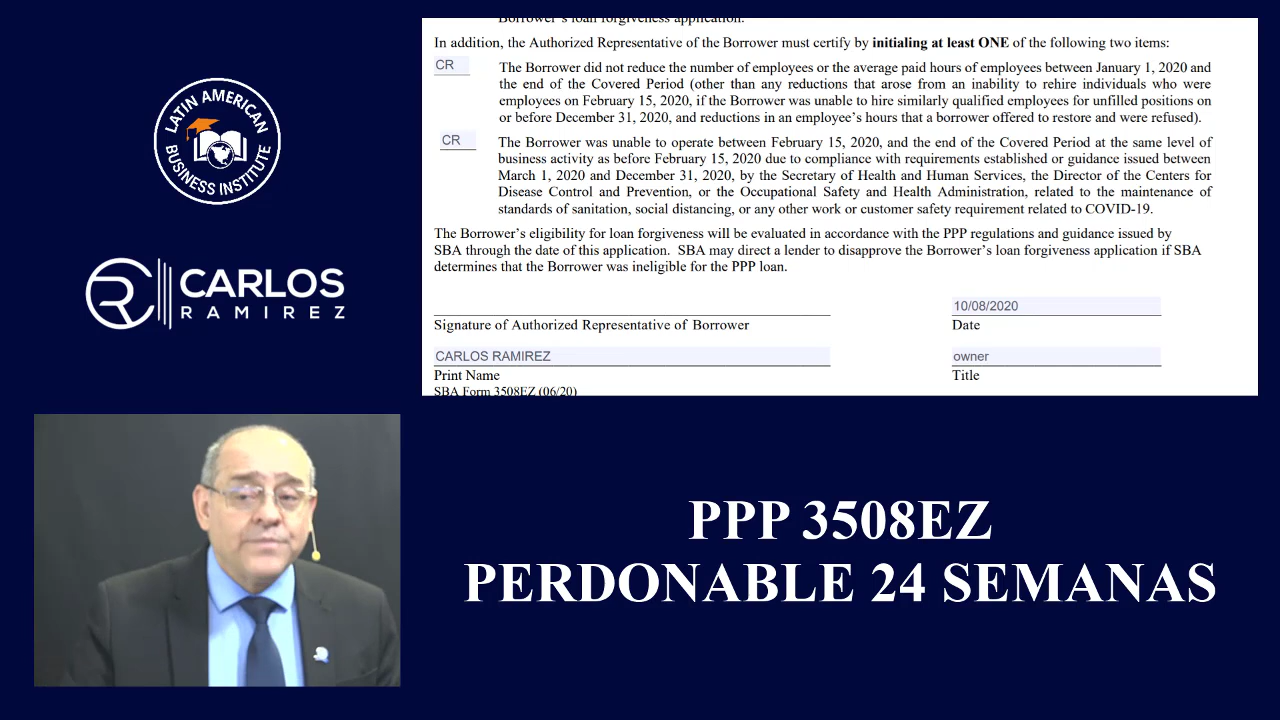 LATIN AMERICAN
BUSINESS INSTITUTE
CARLOS
RAMIREZ
Borrower's loan forgiveness application.
In addition, the Authorized Representative of the Borrower must certify by initialing at least ONE of the following two items:
CR
The Borrower did not reduce the number of employees or the average paid hours of employees between January 1, 2020 and
the end of the Covered Period (other than any reductions that arose from an inability to rehire individuals who were
employees on February 15, 2020, if the Borrower was unable to hire similarly qualified employees for unfilled positions on
or before December 31, 2020, and reductions in an employee's hours that a borrower offered to restore and were refused).
CR
The Borrower was unable to operate between February 15, 2020, and the end of the Covered Period at the same level of
business activity as before February 15, 2020 due to compliance with requirements established or guidance issued between
March 1, 2020 and December 31, 2020, by the Secretary of Health and Human Services, the Director of the Centers for
Disease Control and Prevention, or the Occupational Safety and Health Administration, related to the maintenance of
standards of sanitation, social distancing, or any other work or customer safety requirement related to COVID-19.
The Borrower's eligibility for loan forgiveness will be evaluated in accordance with the PPP regulations and guidance issued by
SBA through the date of this application. SBA may direct a lender to disapprove the Borrower's loan forgiveness application if SBA
determines that the Borrower was ineligible for the PPP loan.
10/08/2020
Signature of Authorized Representative of Borrower
Date
CARLOS RAMIREZ
owner
Print Name
Title
SBA Form 3508EZ (06/20)
PPP 3508EZ
PERDONABLE 24 SEMANAS